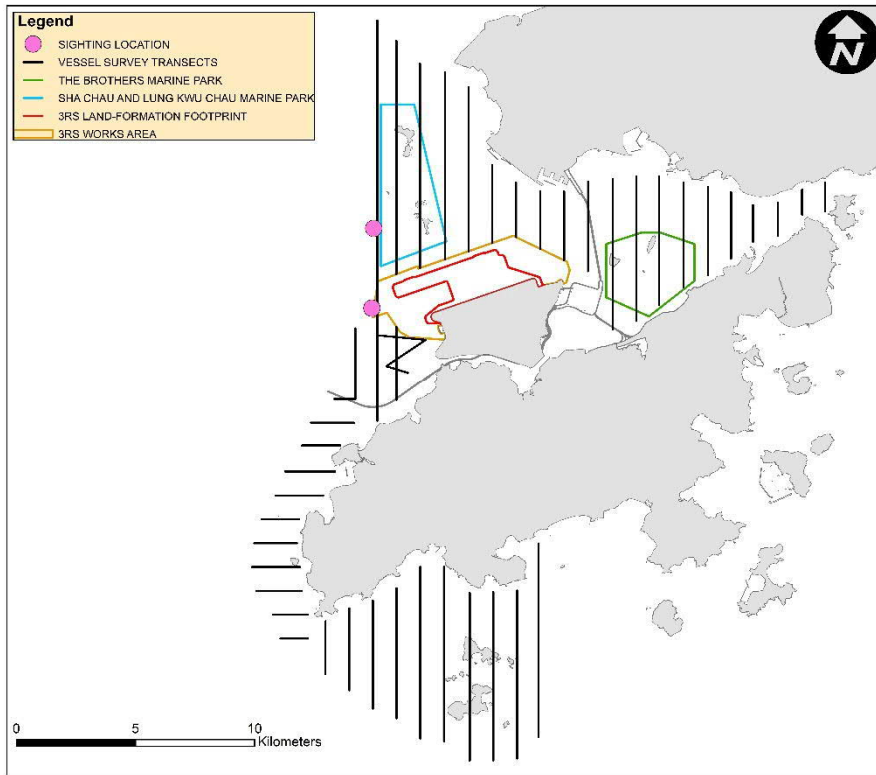 Legend
SIGHTING LOCATION
VESSEL SURVEY TRANSECTS
THE BROTHERS MARINE PARK
SHA CHAU AND LUNG KWU CHAU MARINE PARK
3RS LAND-FORMATION FOOTPRINT
3RS WORKS AREA
N
0 5 10
Kilometers